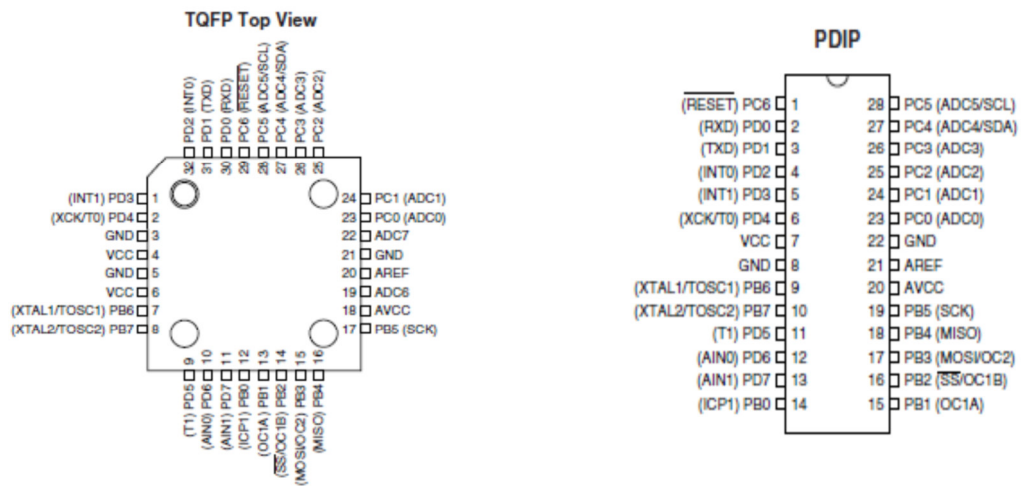 TQFP Top View
PD2 (INT0)
PD1 (TXD)
PD0 (RXD)
PC6 (RESET)
PC5 (ADC5/SCL)
PC4 (ADC4/SDA)
PC3 (ADC3)
PC2 (ADC2)
32 31 30 29 28 27 26 25
(INT1) PD3 1
(XCK/T0) PD4 2
GND 3
VCC 4
GND 5
VCC 6
(XTAL1/TOSC1) PB6 7
(XTAL2/TOSC2) PB7 8
24 PC1 (ADC1)
23 PC0 (ADC0)
22 ADC7
21 GND
20 AREF
19 ADC6
18 AVCC
17 PB5 (SCK)
9 10 11 12 13 14 15 16
(T1) PD5
(AIN0) PD6
(AIN1) PD7
(ICP1) PB0
(OC1A) PB1
(SS/OC1B) PB2
(MOSI/OC2) PB3
(MISO) PB4
PDIP
(RESET) PC6 1 28 PC5 (ADC5/SCL)
(RXD) PD0 2 27 PC4 (ADC4/SDA)
(TXD) PD1 3 26 PC3 (ADC3)
(INT0) PD2 4 25 PC2 (ADC2)
(INT1) PD3 5 24 PC1 (ADC1)
(XCK/T0) PD4 6 23 PC0 (ADC0)
VCC 7 22 GND
GND 8 21 AREF
(XTAL1/TOSC1) PB6 9 20 AVCC
(XTAL2/TOSC2) PB7 10 19 PB5 (SCK)
(T1) PD5 11 18 PB4 (MISO)
(AIN0) PD6 12 17 PB3 (MOSI/OC2)
(AIN1) PD7 13 16 PB2 (SS/OC1B)
(ICP1) PB0 14 15 PB1 (OC1A)